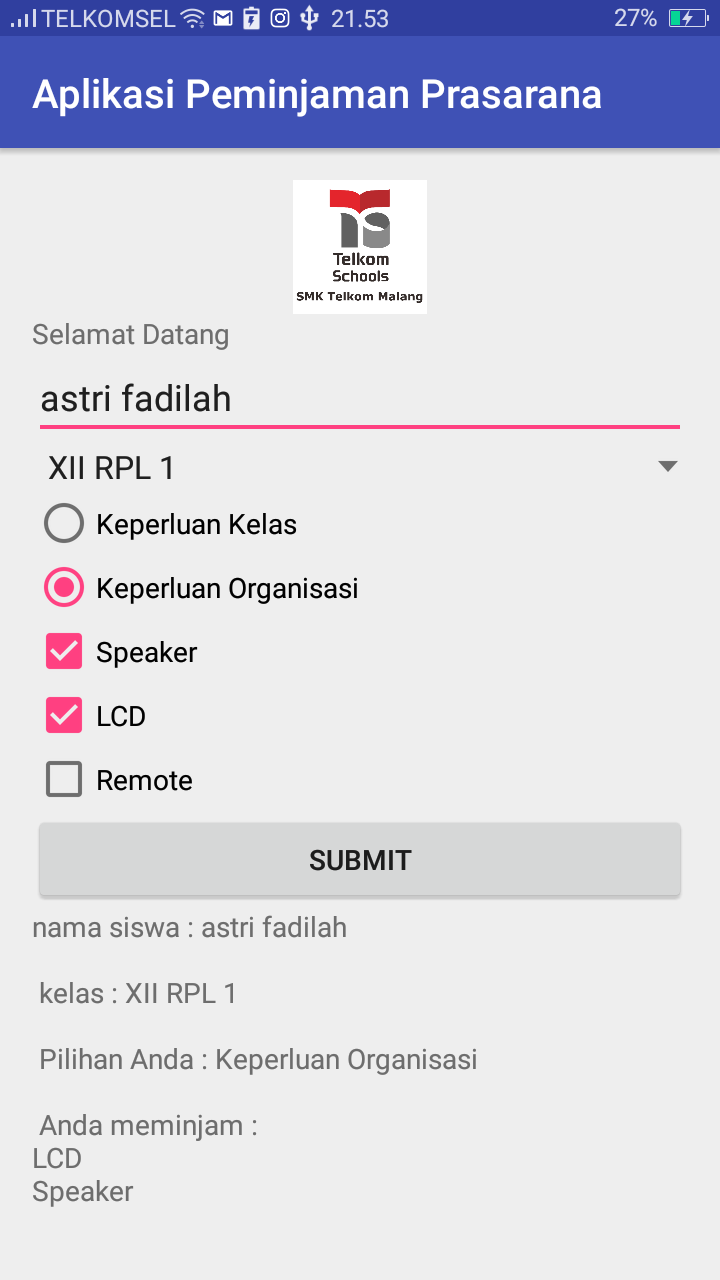 TELKOMSEL 21.53 27%
Aplikasi Peminjaman Prasarana
Telkom
Schools
SMK Telkom Malang
Selamat Datang
astri fadilah
XII RPL 1
Keperluan Kelas
Keperluan Organisasi
Speaker
LCD
Remote
SUBMIT
nama siswa : astri fadilah
kelas : XII RPL 1
Pilihan Anda : Keperluan Organisasi
Anda meminjam :
LCD
Speaker